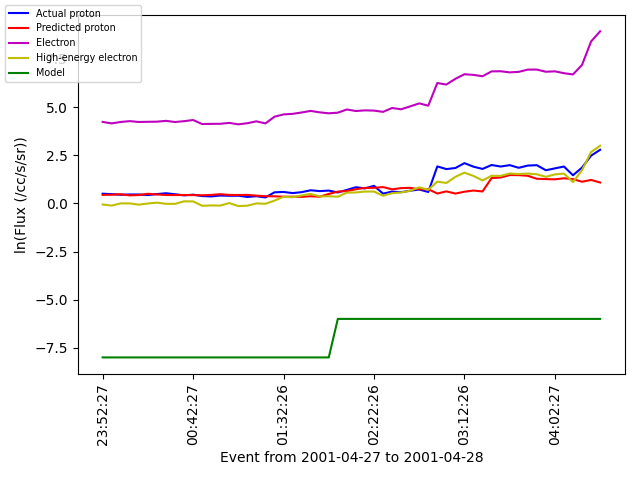 Actual proton
Predicted proton
Electron
High-energy electron
Model
5.0
2.5
0.0
−2.5
−5.0
−7.5
ln(Flux (/cc/s/sr))
23:52:27
00:42:27
01:32:26
02:22:26
03:12:26
04:02:27
Event from 2001-04-27 to 2001-04-28